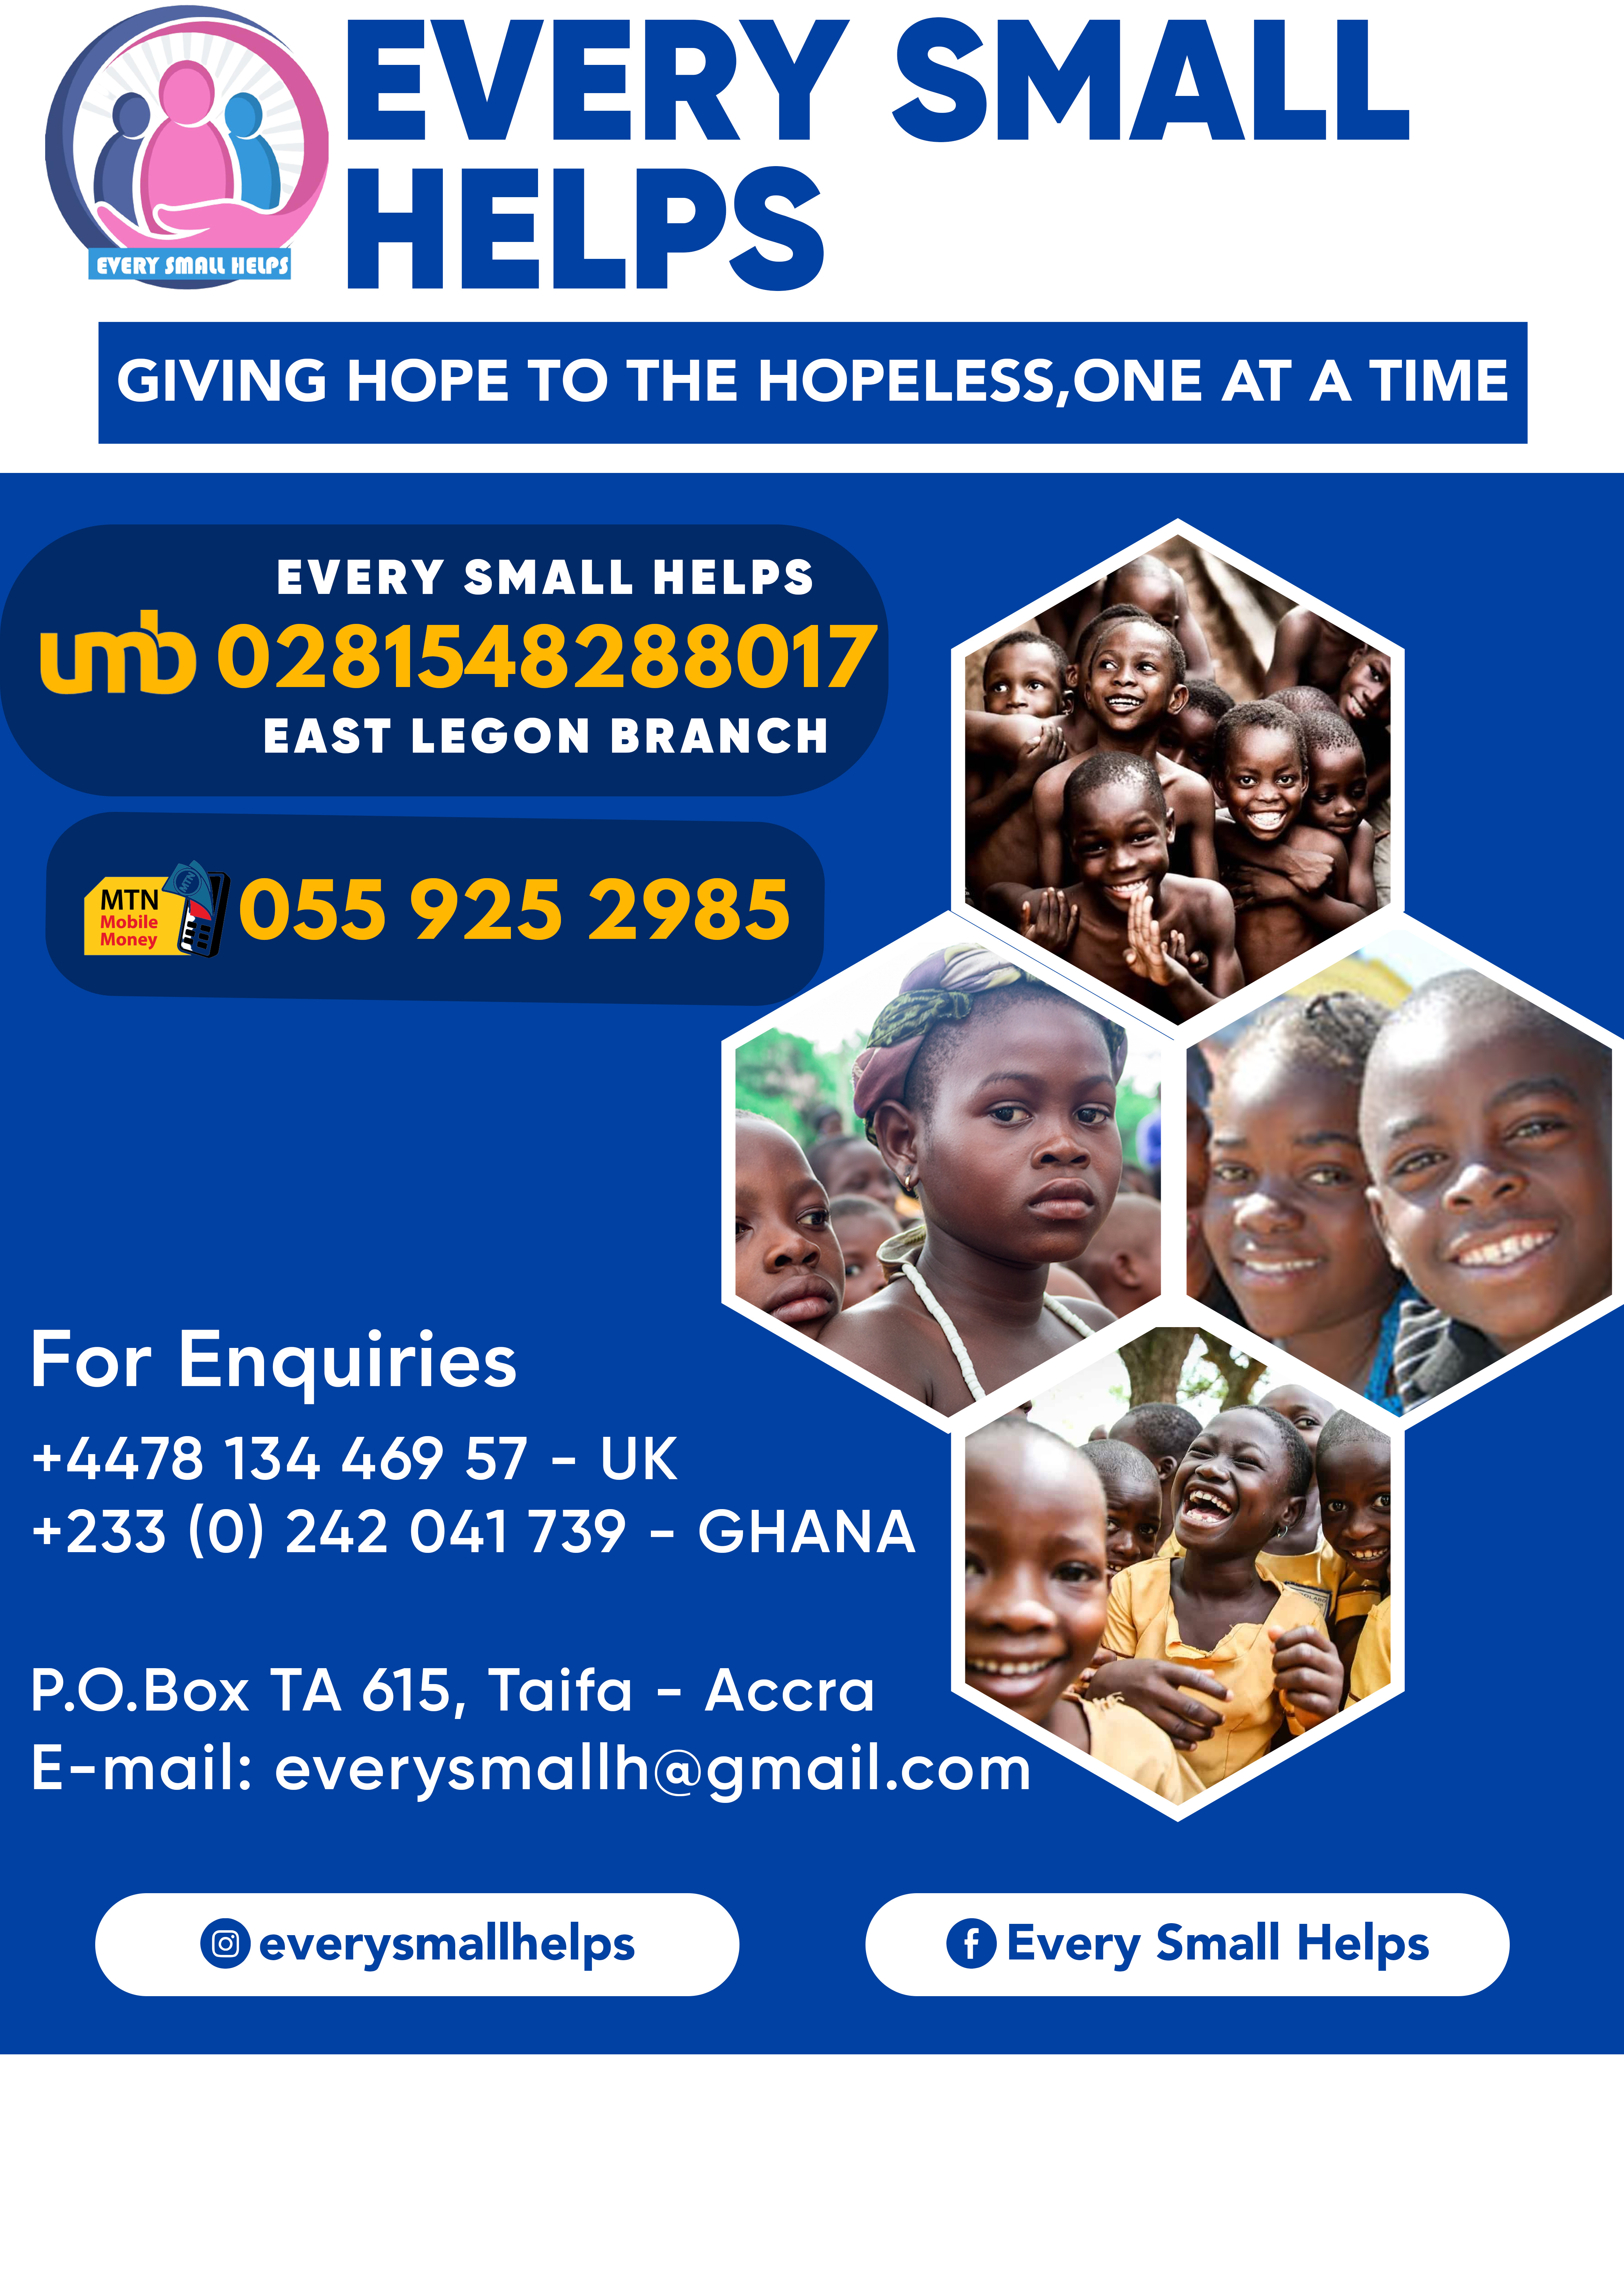 EVERY SMALL
HELPS
EVERY SMALL HELPS
GIVING HOPE TO THE HOPELESS,ONE AT A TIME
EVERY SMALL HELPS
umb 0281548288017
EAST LEGON BRANCH
MTN
Mobile
Money
MTN
055 925 2985
For Enquiries
+4478 134 469 57 - UK
+233 (0) 242 041 739 - GHANA
P.O.Box TA 615, Taifa - Accra
E-mail: everysmallh@gmail.com
everysmallhelps
Every Small Helps